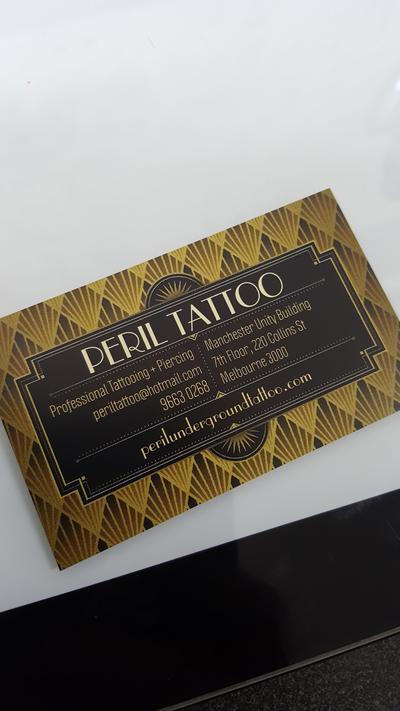 PERIL TATTOO
Professional Tattooing + Piercing
periltattoo@hotmail.com
9663 0268
Manchester Unity Building
7th Floor, 220 Collins St
Melbourne 3000
perilundergroundtattoo.com